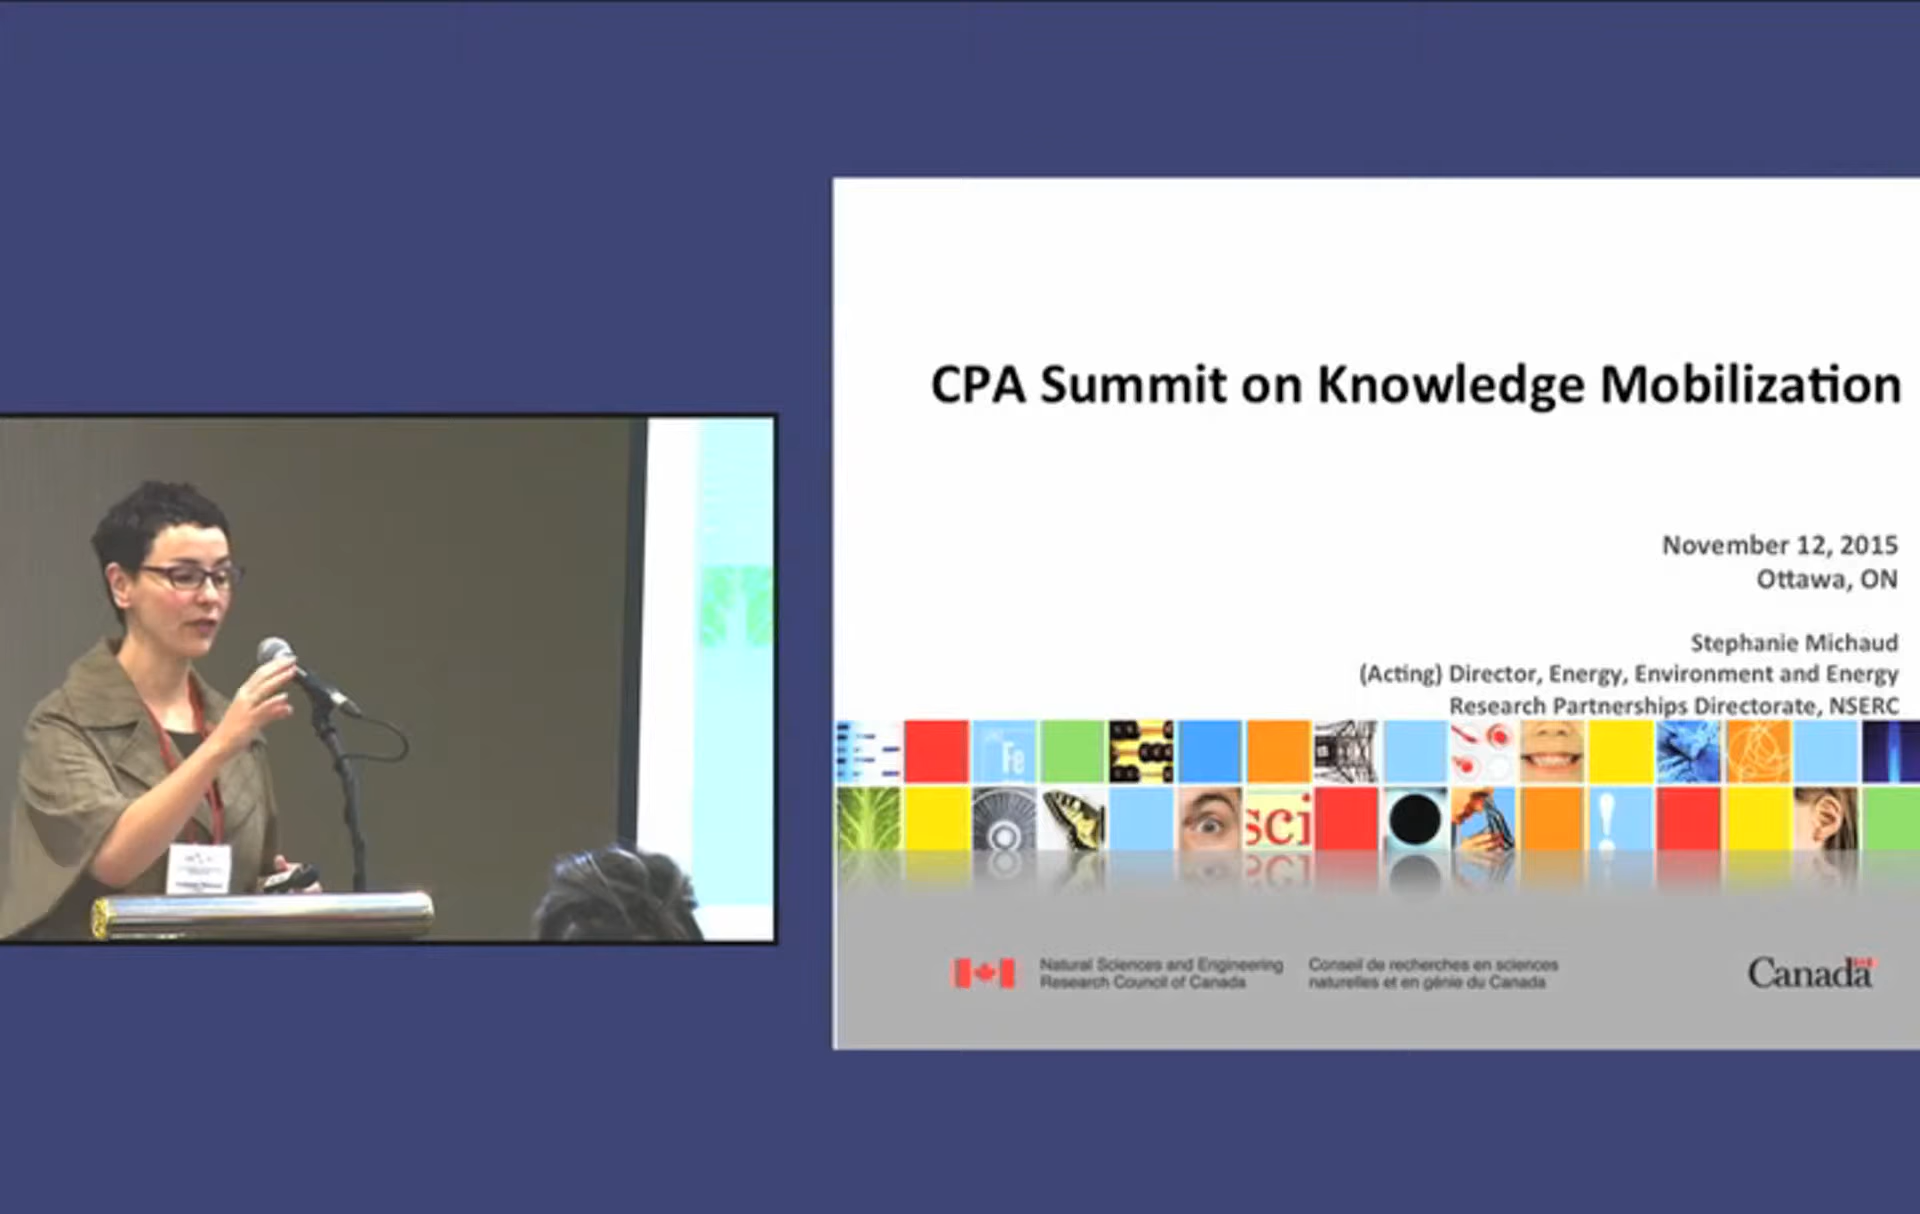 CPA Summit on Knowledge Mobilization
November 12, 2015
Ottawa, ON
Stephanie Michaud
(Acting) Director, Energy, Environment and Energy
Research Partnerships Directorate, NSERC
Fe
sci
!
Natural Sciences and Engineering
Research Council of Canada
Conseil de recherches en sciences
naturelles et en génie du Canada
Canada